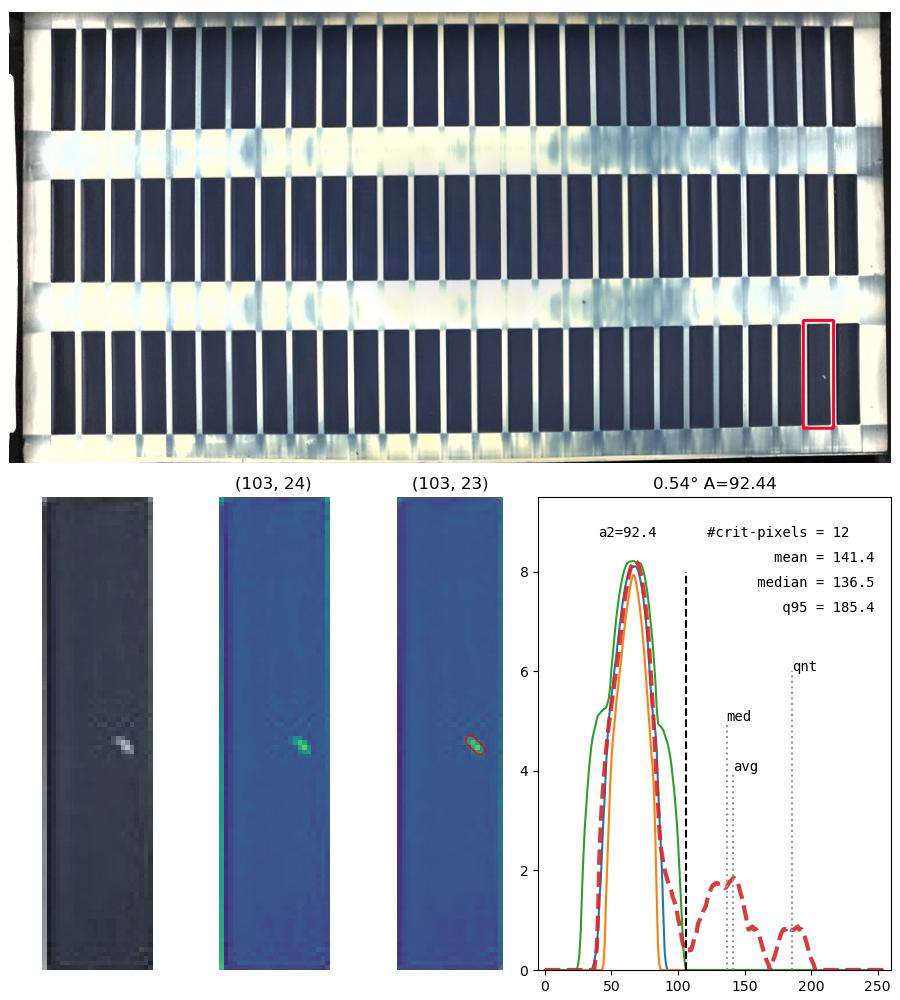 (103, 24)
(103, 23)
0.54° A=92.44
a2=92.4
#crit-pixels = 12
mean = 141.4
median = 136.5
q95 = 185.4
qnt
med
avg
8
6
4
2
0
0 50 100 150 200 250